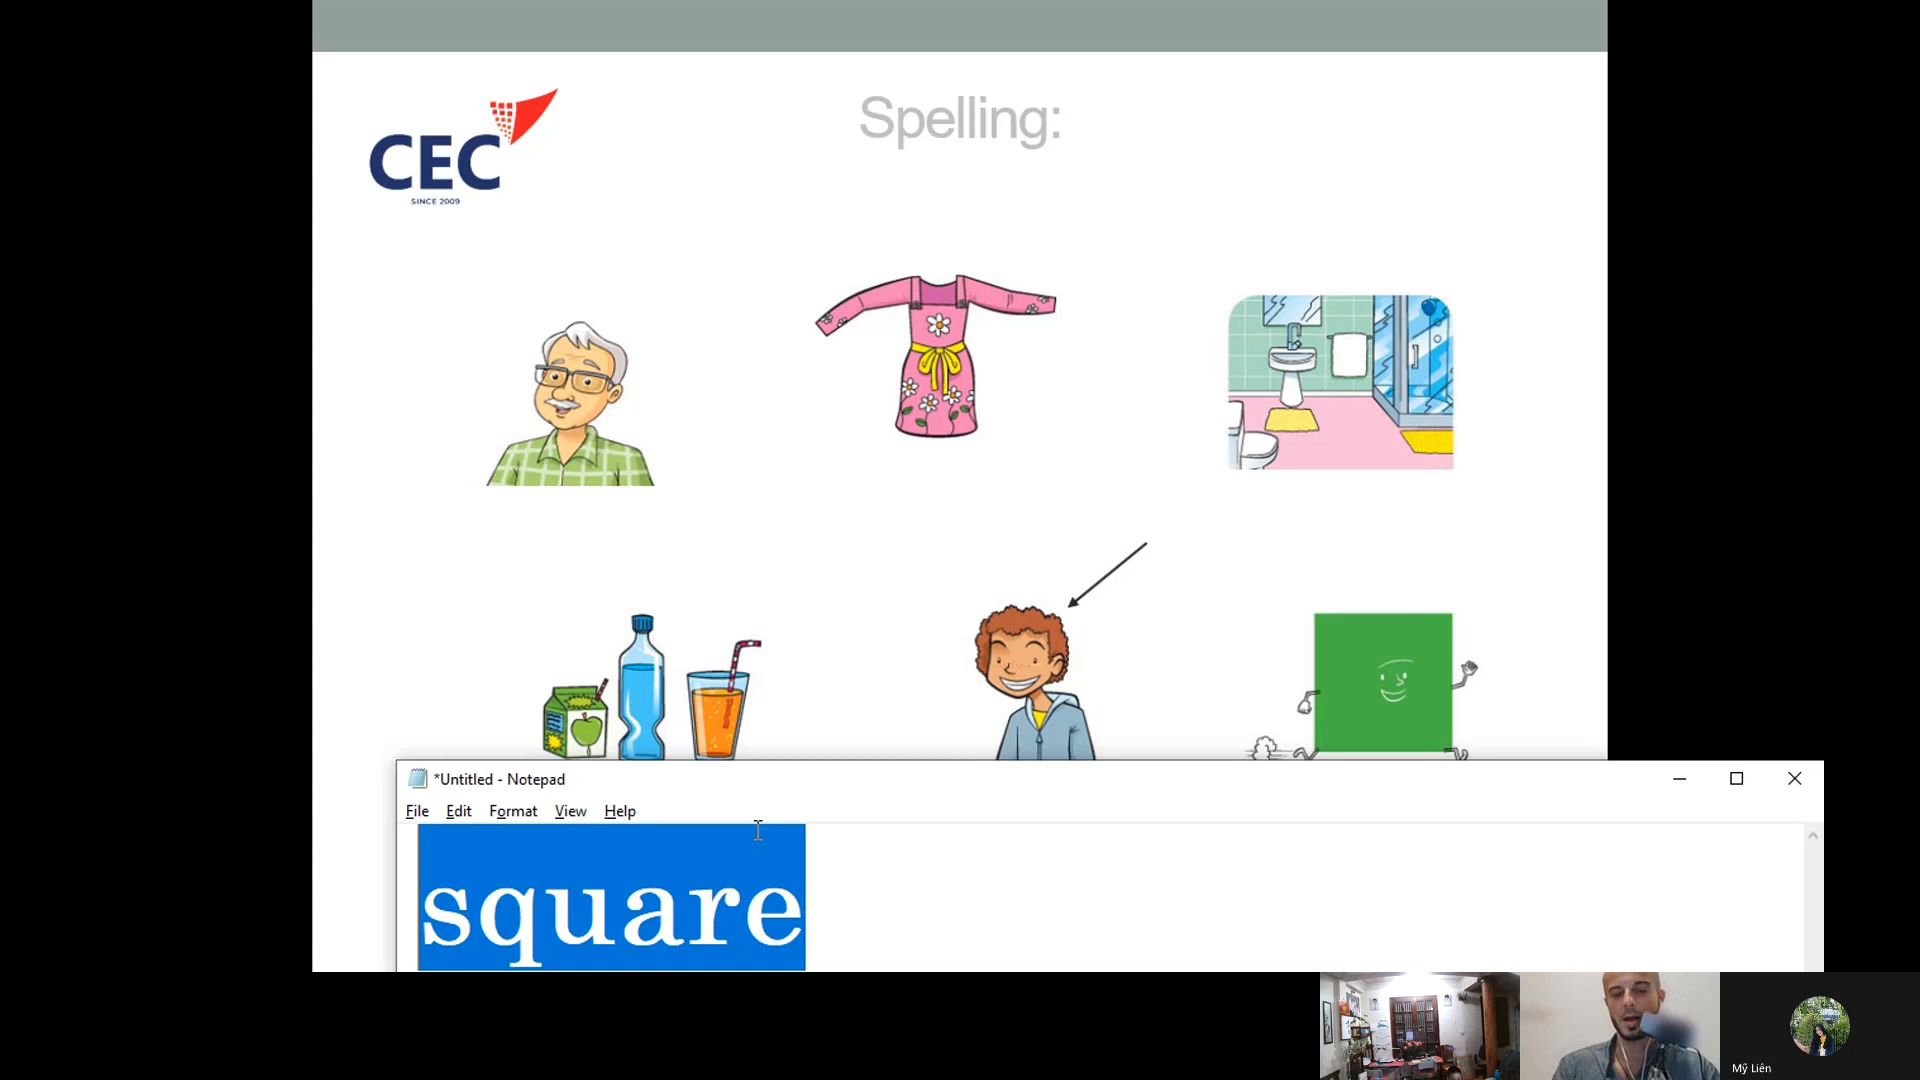 CEC
SINCE 2009
Spelling:
*Untitled - Notepad
File Edit Format View Help
square
Mỹ Liên